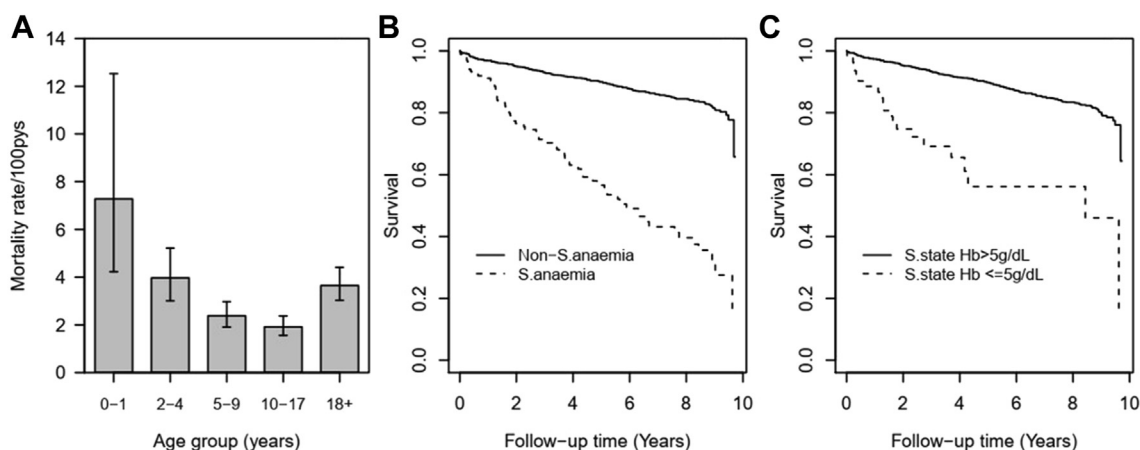 A
Mortality rate/100pys
14
12
10
8
6
4
2
0
0−1
2−4
5−9
10−17
18+
Age group (years)
B
Survival
1.0
0.8
0.6
0.4
0.2
0.0
Non−S.anaemia
S.anaemia
0
2
4
6
8
10
Follow−up time (Years)
C
Survival
1.0
0.8
0.6
0.4
0.2
0.0
S.state Hb>5g/dL
S.state Hb <=5g/dL
0
2
4
6
8
10
Follow−up time (Years)